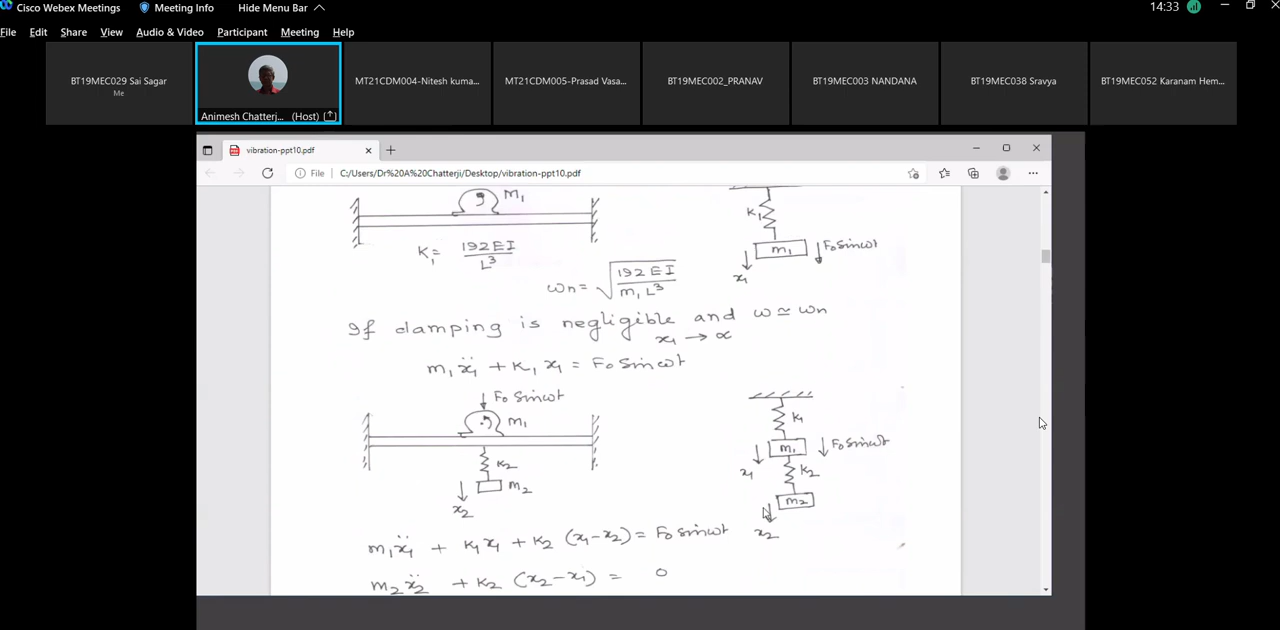 Cisco Webex Meetings Meeting Info Hide Menu Bar 14:33
File Edit Share View Audio & Video Participant Meeting Help
BT19MEC029 Sai Sagar
Me
Animesh Chatterj... (Host)
MT21CDM004-Nitesh kuma...
MT21CDM005-Prasad Vasa...
BT19MEC002_PRANAV
BT19MEC003 NANDANA
BT19MEC038 Sravya
BT19MEC052 Karanam Hem...
vibration-ppt10.pdf
File C:/Users/Dr%20A%20Chatterji/Desktop/vibration-ppt10.pdf
m₁
K₁ = 192EI / L³
K₁
m₁
F₀ sinωt
x₁
ωn = √(192EI / m₁L³)
If damping is negligible and ω ≃ ωn
x₁ → ∝
m₁ẍ₁ + K₁x₁ = F₀ sinωt
F₀ sinωt
m₁
K₂
m₂
x₂
K₁
m₁
F₀ sinωt
x₁
K₂
m₂
x₂
m₁ẍ₁ + K₁x₁ + K₂ (x₁-x₂) = F₀ sinωt
m₂ẍ₂ + K₂ (x₂-x₁) = 0